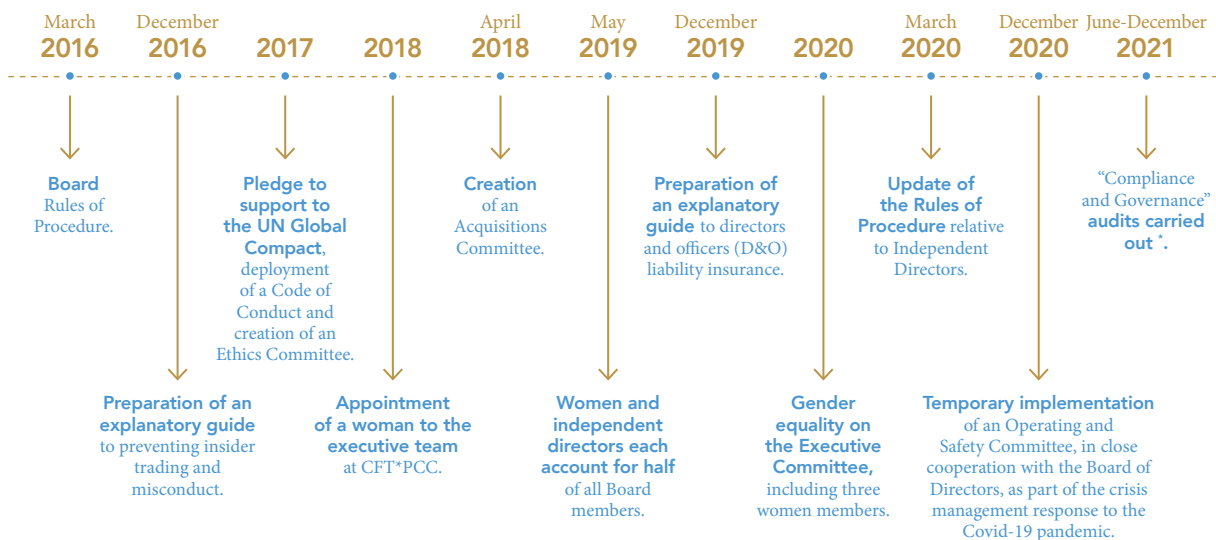 March
2016
December
2016
2017
2018
April
2018
May
2019
December
2019
2020
March
2020
December
2020
June-December
2021
Board
Rules of
Procedure.
Pledge to
support to
the UN Global
Compact,
deployment
of a Code of
Conduct and
creation of an
Ethics Committee.
Creation
of an
Acquisitions
Committee.
Preparation of
an explanatory
guide to directors
and officers (D&O)
liability insurance.
Update of
the Rules of
Procedure relative
to Independent
Directors.
“Compliance
and Governance”
audits carried
out *.
Preparation of an
explanatory guide
to preventing insider
trading and
misconduct.
Appointment
of a woman to the
executive team
at CFT*PCC.
Women and
independent
directors each
account for half
of all Board
members.
Gender
equality on
the Executive
Committee,
including three
women members.
Temporary implementation
of an Operating and
Safety Committee, in close
cooperation with the Board of
Directors, as part of the crisis
management response to the
Covid-19 pandemic.